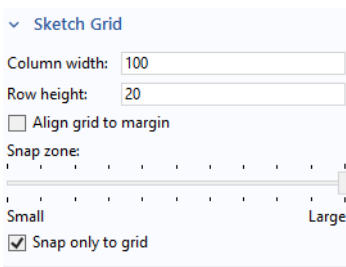 Sketch Grid
Column width: 100
Row height: 20
Align grid to margin
Snap zone:
Small Large
Snap only to grid